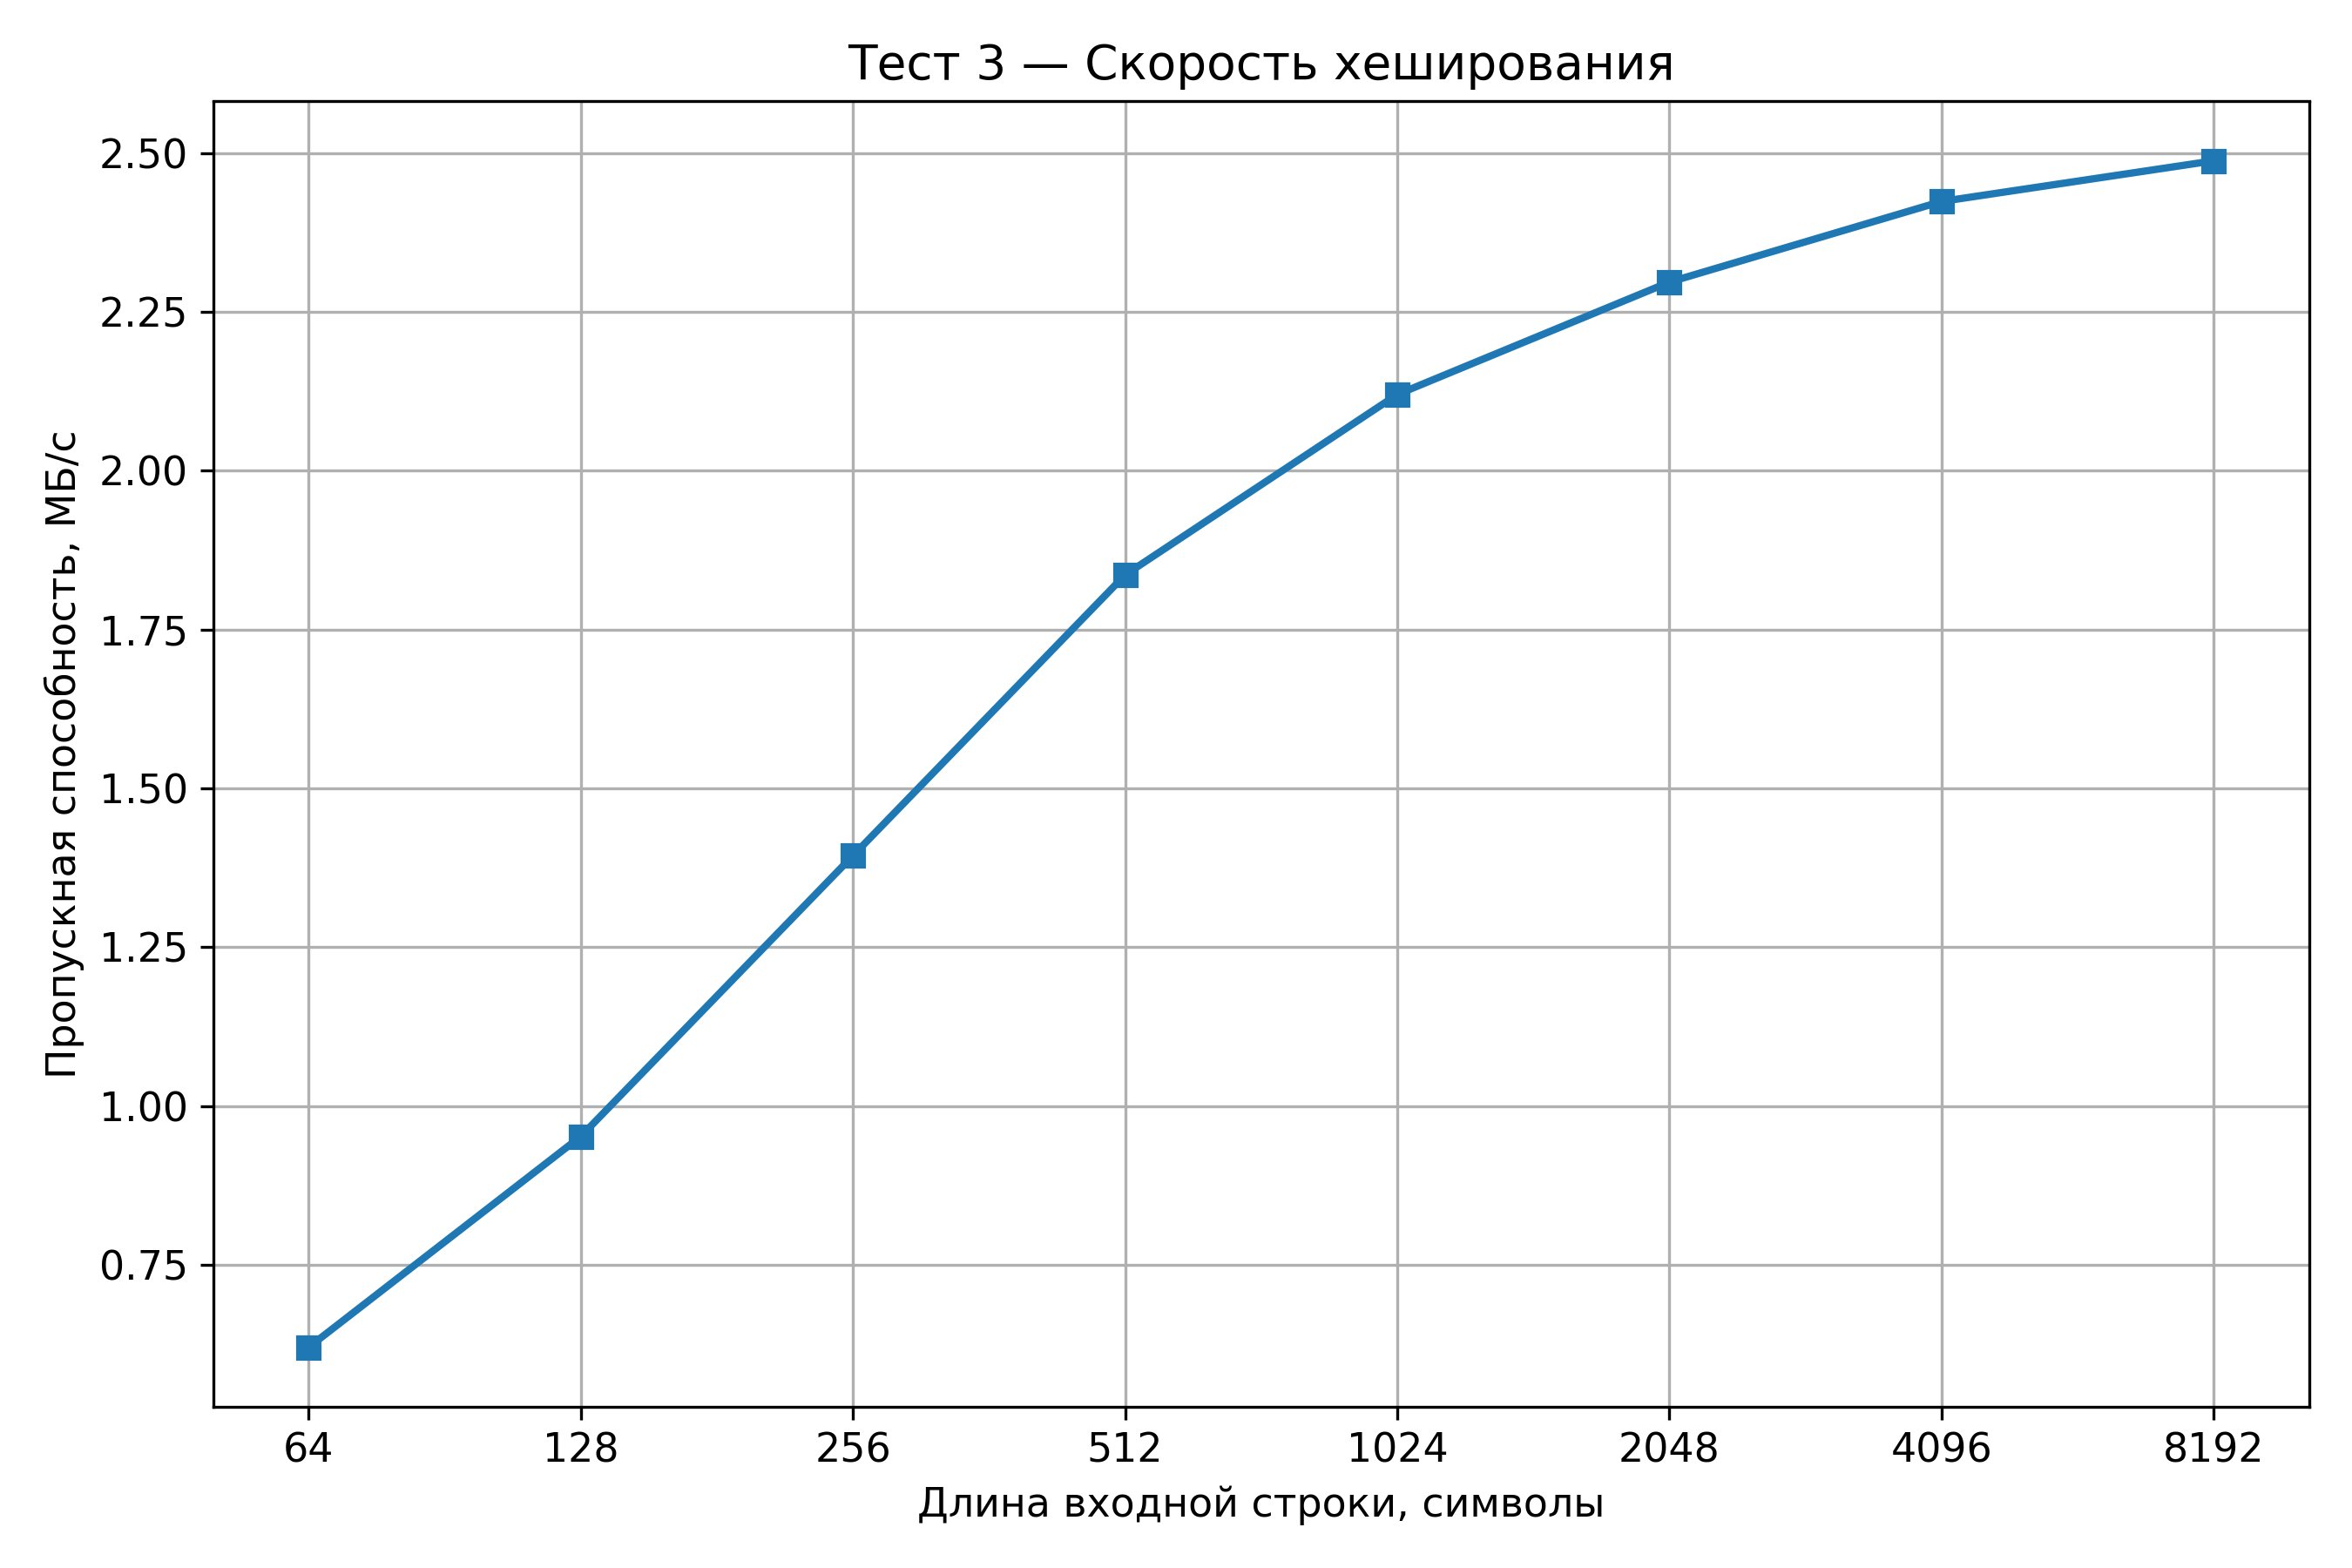 Тест 3 — Скорость хеширования
Пропускная способность, МБ/с
2.50
2.25
2.00
1.75
1.50
1.25
1.00
0.75
64 128 256 512 1024 2048 4096 8192
Длина входной строки, символы